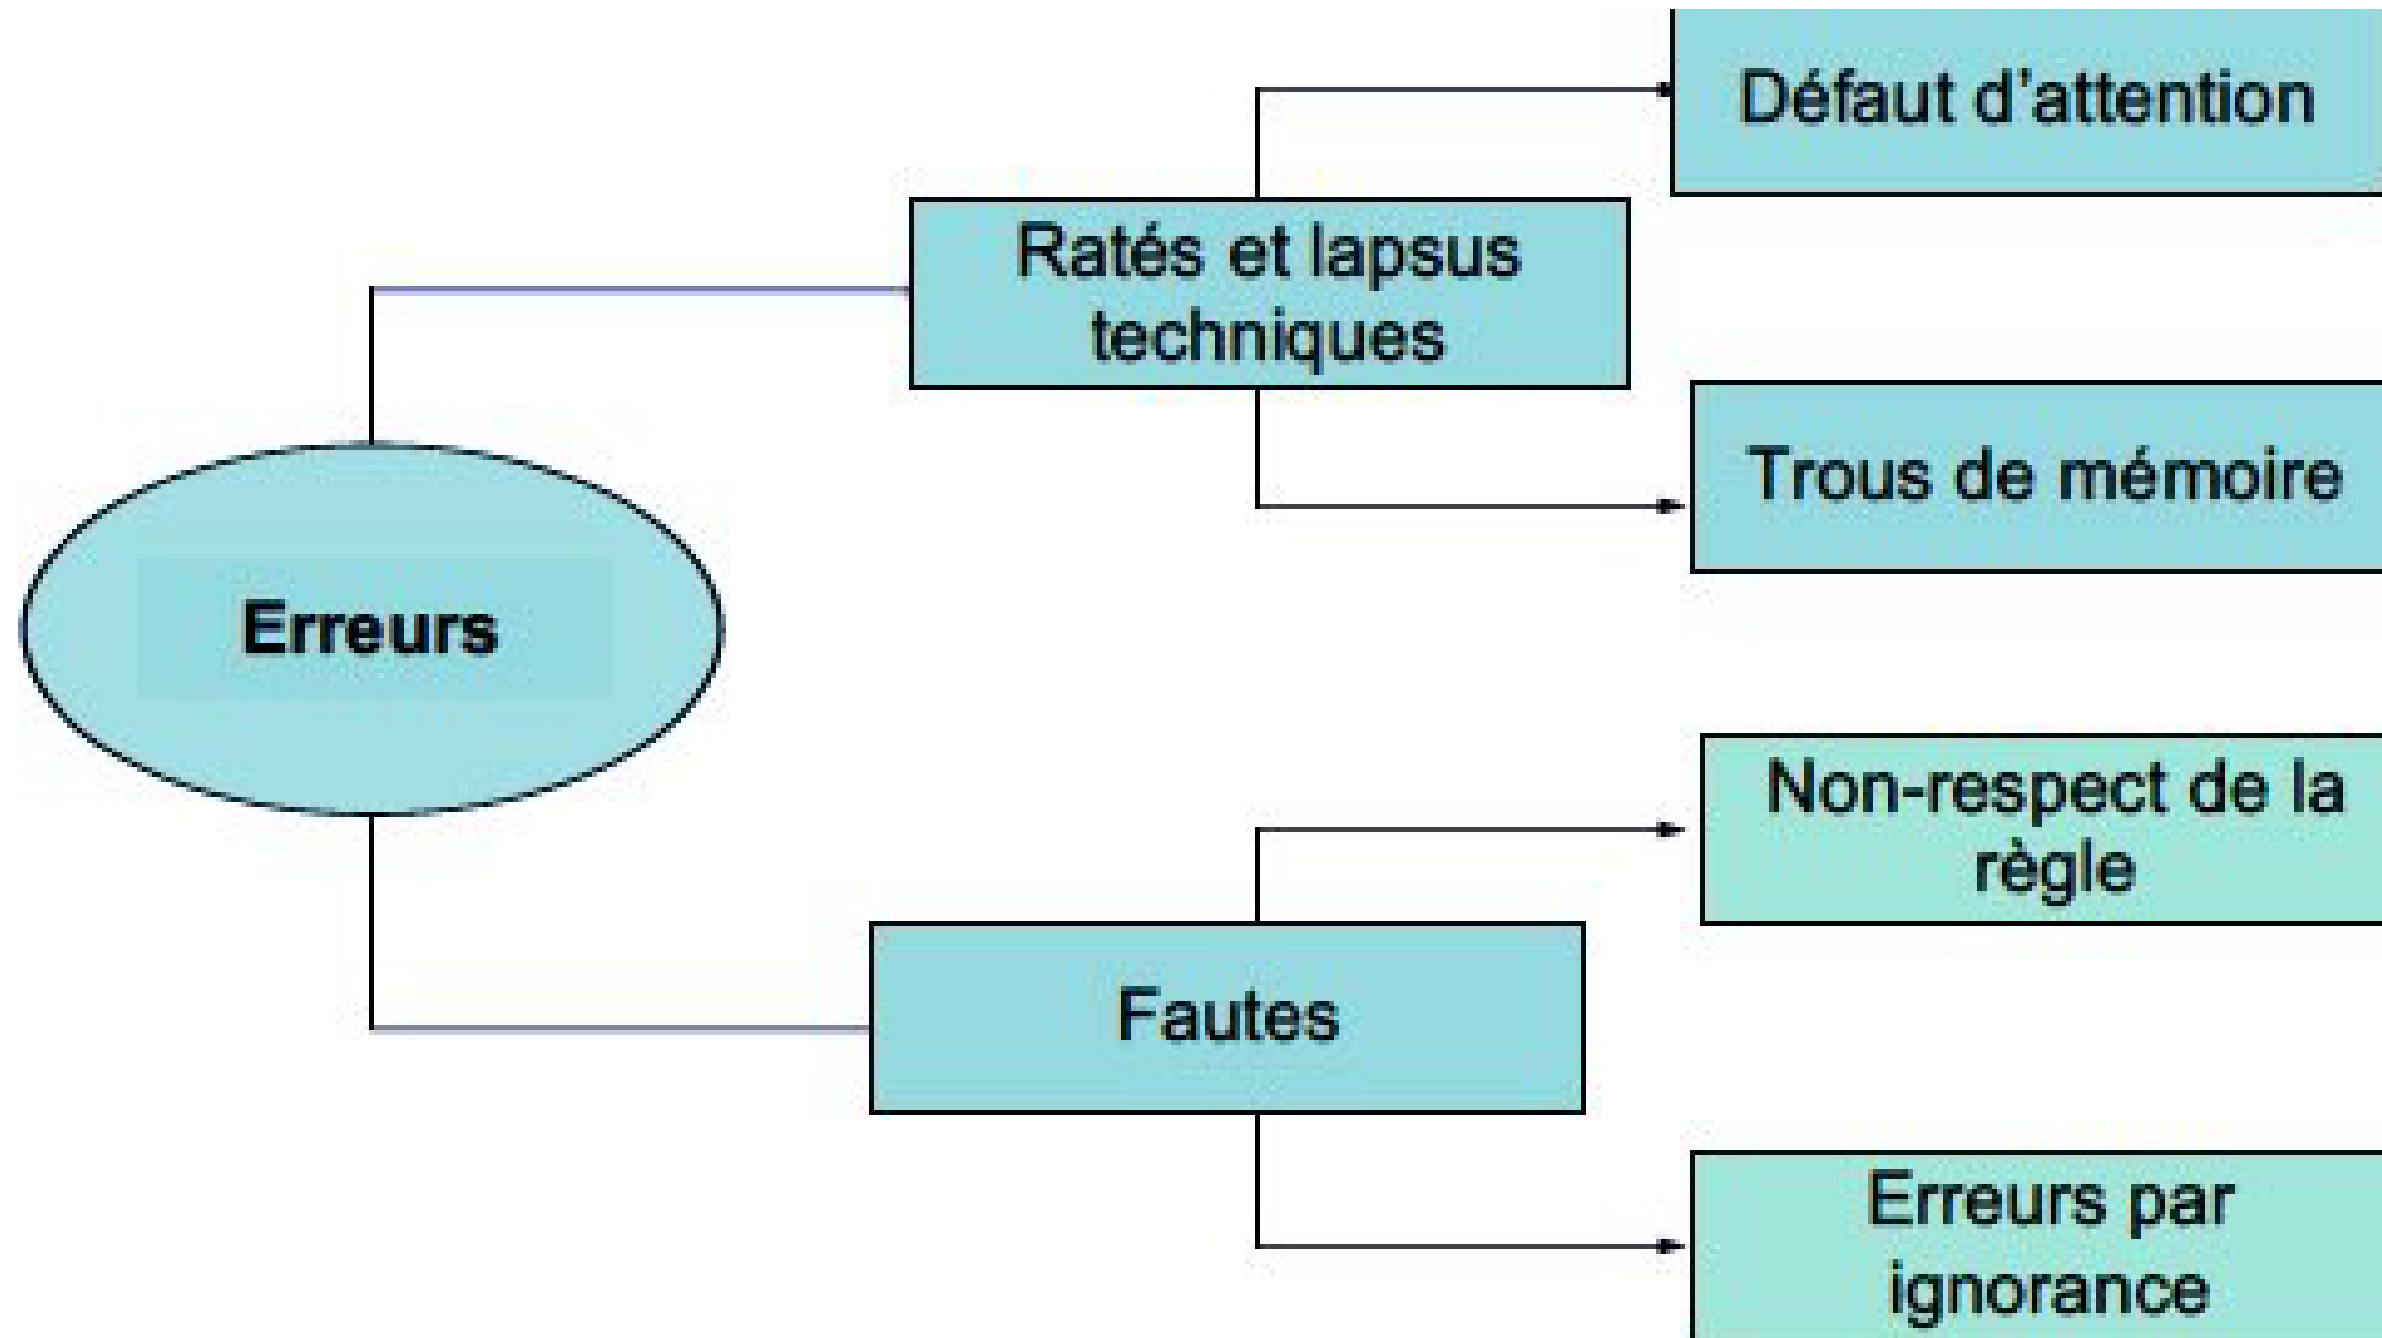 Défaut d'attention
Ratés et lapsus
techniques
Trous de mémoire
Erreurs
Non-respect de la
règle
Fautes
Erreurs par
ignorance